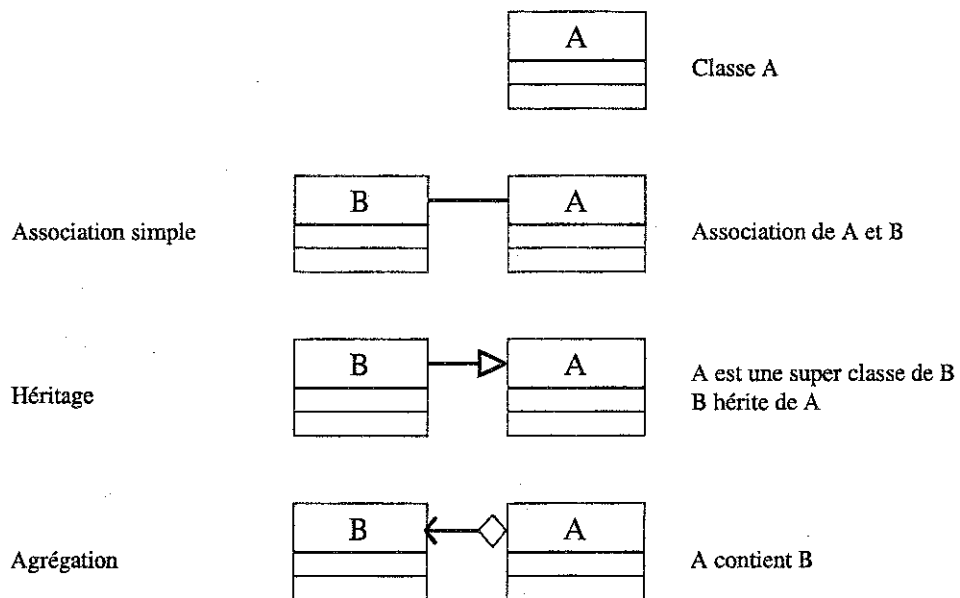 A
Classe A
B
A
Association simple
Association de A et B
B
A
Héritage
A est une super classe de B
B hérite de A
B
A
Agrégation
A contient B